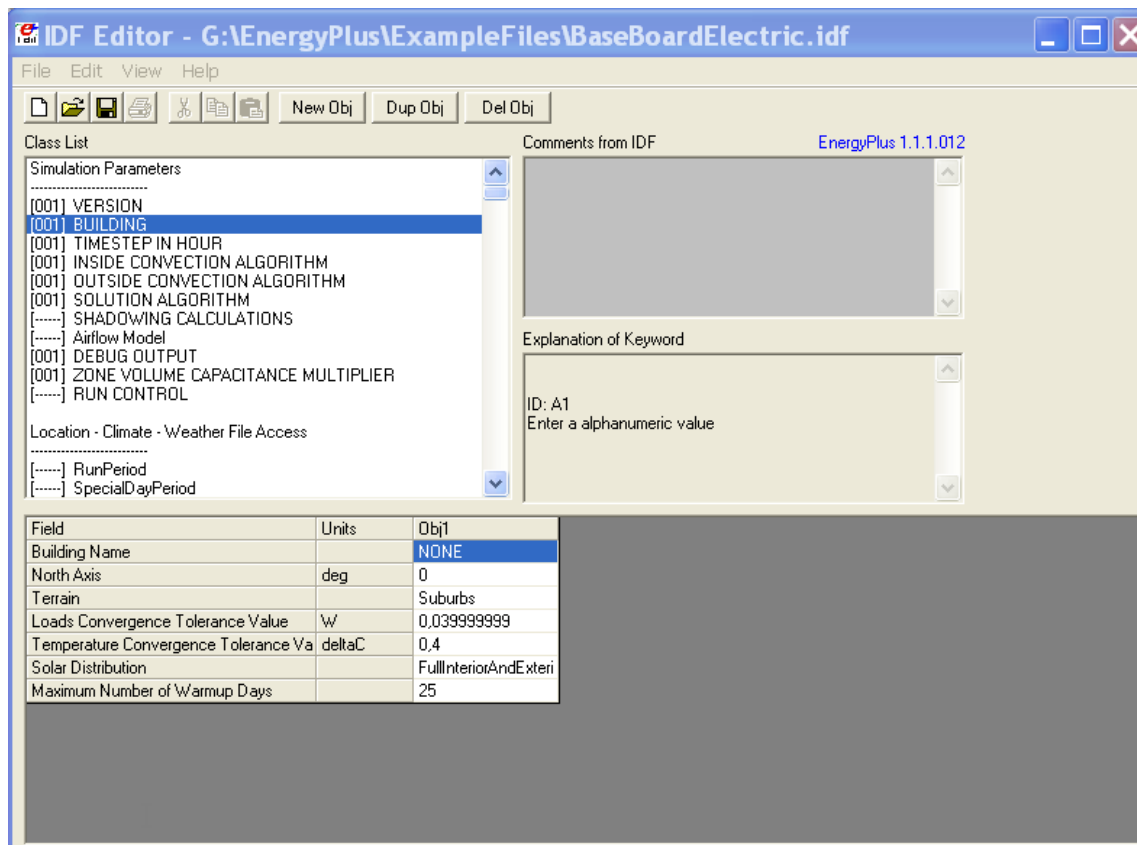 IDF Editor - G:\EnergyPlus\ExampleFiles\BaseBoardElectric.idf
File Edit View Help
New Obj Dup Obj Del Obj
Class List
Simulation Parameters
----------------------------
[001] VERSION
[001] BUILDING
[001] TIMESTEP IN HOUR
[001] INSIDE CONVECTION ALGORITHM
[001] OUTSIDE CONVECTION ALGORITHM
[001] SOLUTION ALGORITHM
[------] SHADOWING CALCULATIONS
[------] Airflow Model
[001] DEBUG OUTPUT
[001] ZONE VOLUME CAPACITANCE MULTIPLIER
[------] RUN CONTROL
Location - Climate - Weather File Access
----------------------------
[------] RunPeriod
[------] SpecialDayPeriod
Comments from IDF EnergyPlus 1.1.1.012
Explanation of Keyword
ID: A1
Enter a alphanumeric value
Field Units Obj1
Building Name NONE
North Axis deg 0
Terrain Suburbs
Loads Convergence Tolerance Value W 0,039999999
Temperature Convergence Tolerance Va deltaC 0,4
Solar Distribution FullInteriorAndExteri
Maximum Number of Warmup Days 25